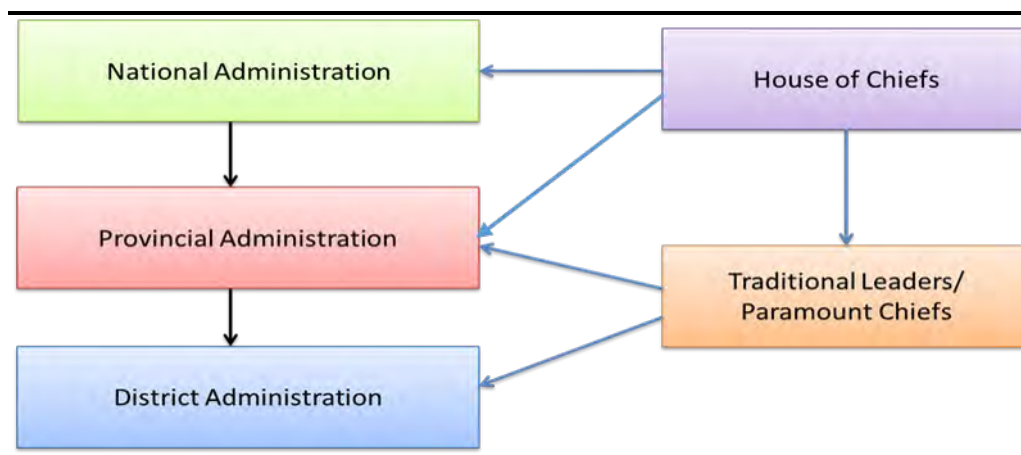 National Administration
House of Chiefs
Provincial Administration
Traditional Leaders/
Paramount Chiefs
District Administration